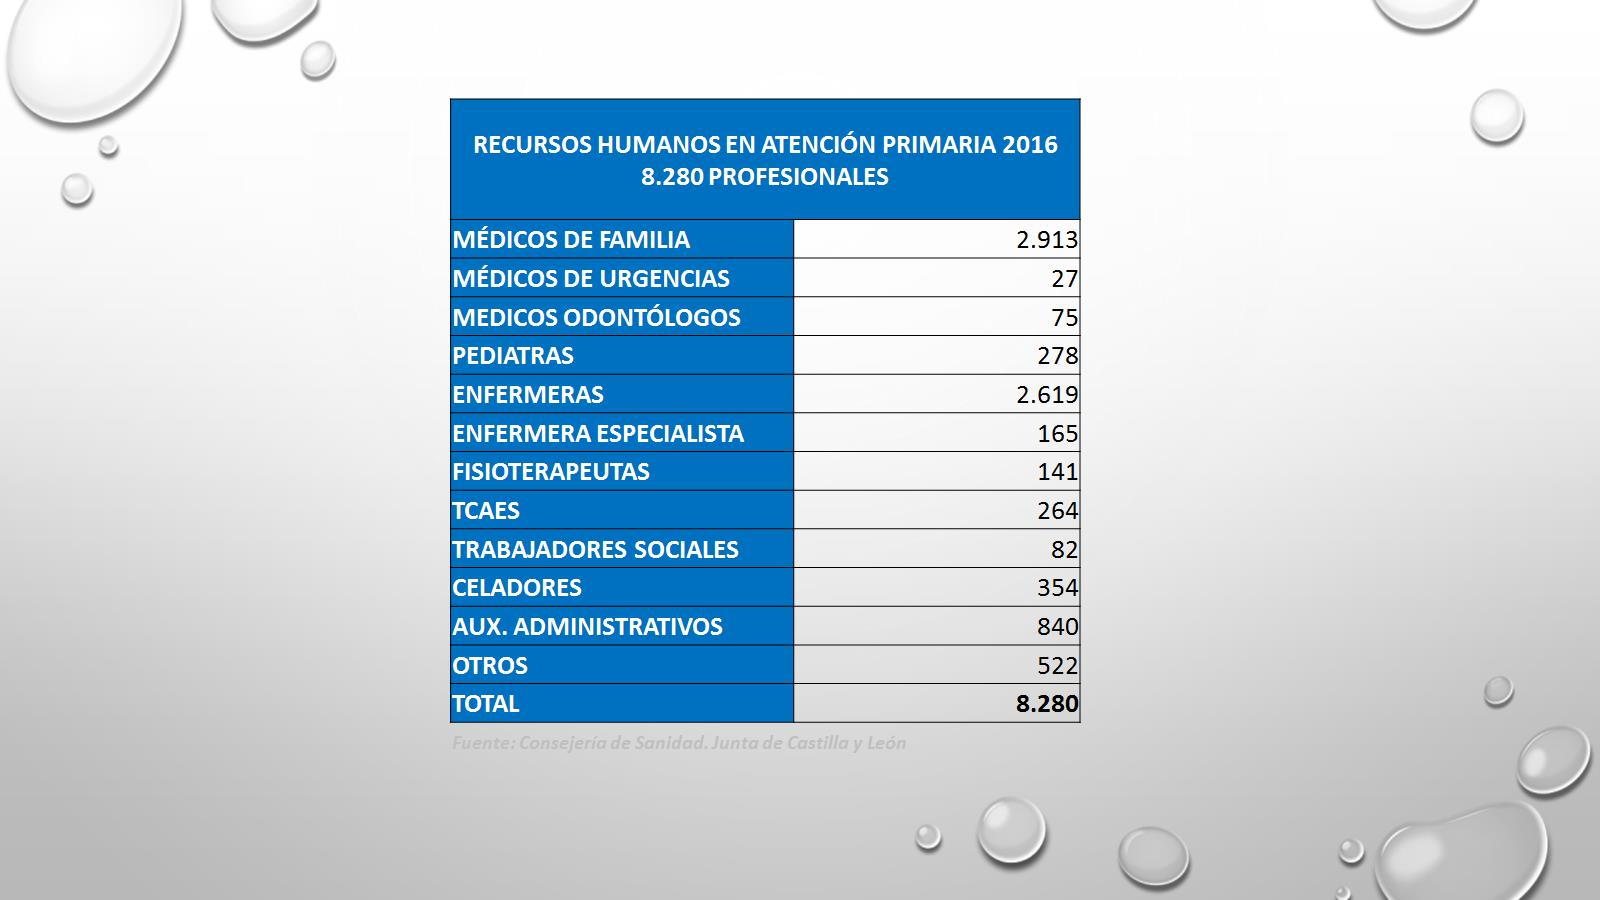 RECURSOS HUMANOS EN ATENCIÓN PRIMARIA 2016
8.280 PROFESIONALES
MÉDICOS DE FAMILIA 2.913
MÉDICOS DE URGENCIAS 27
MEDICOS ODONTÓLOGOS 75
PEDIATRAS 278
ENFERMERAS 2.619
ENFERMERA ESPECIALISTA 165
FISIOTERAPEUTAS 141
TCAES 264
TRABAJADORES SOCIALES 82
CELADORES 354
AUX. ADMINISTRATIVOS 840
OTROS 522
TOTAL 8.280
Fuente: Consejería de Sanidad. Junta de Castilla y León